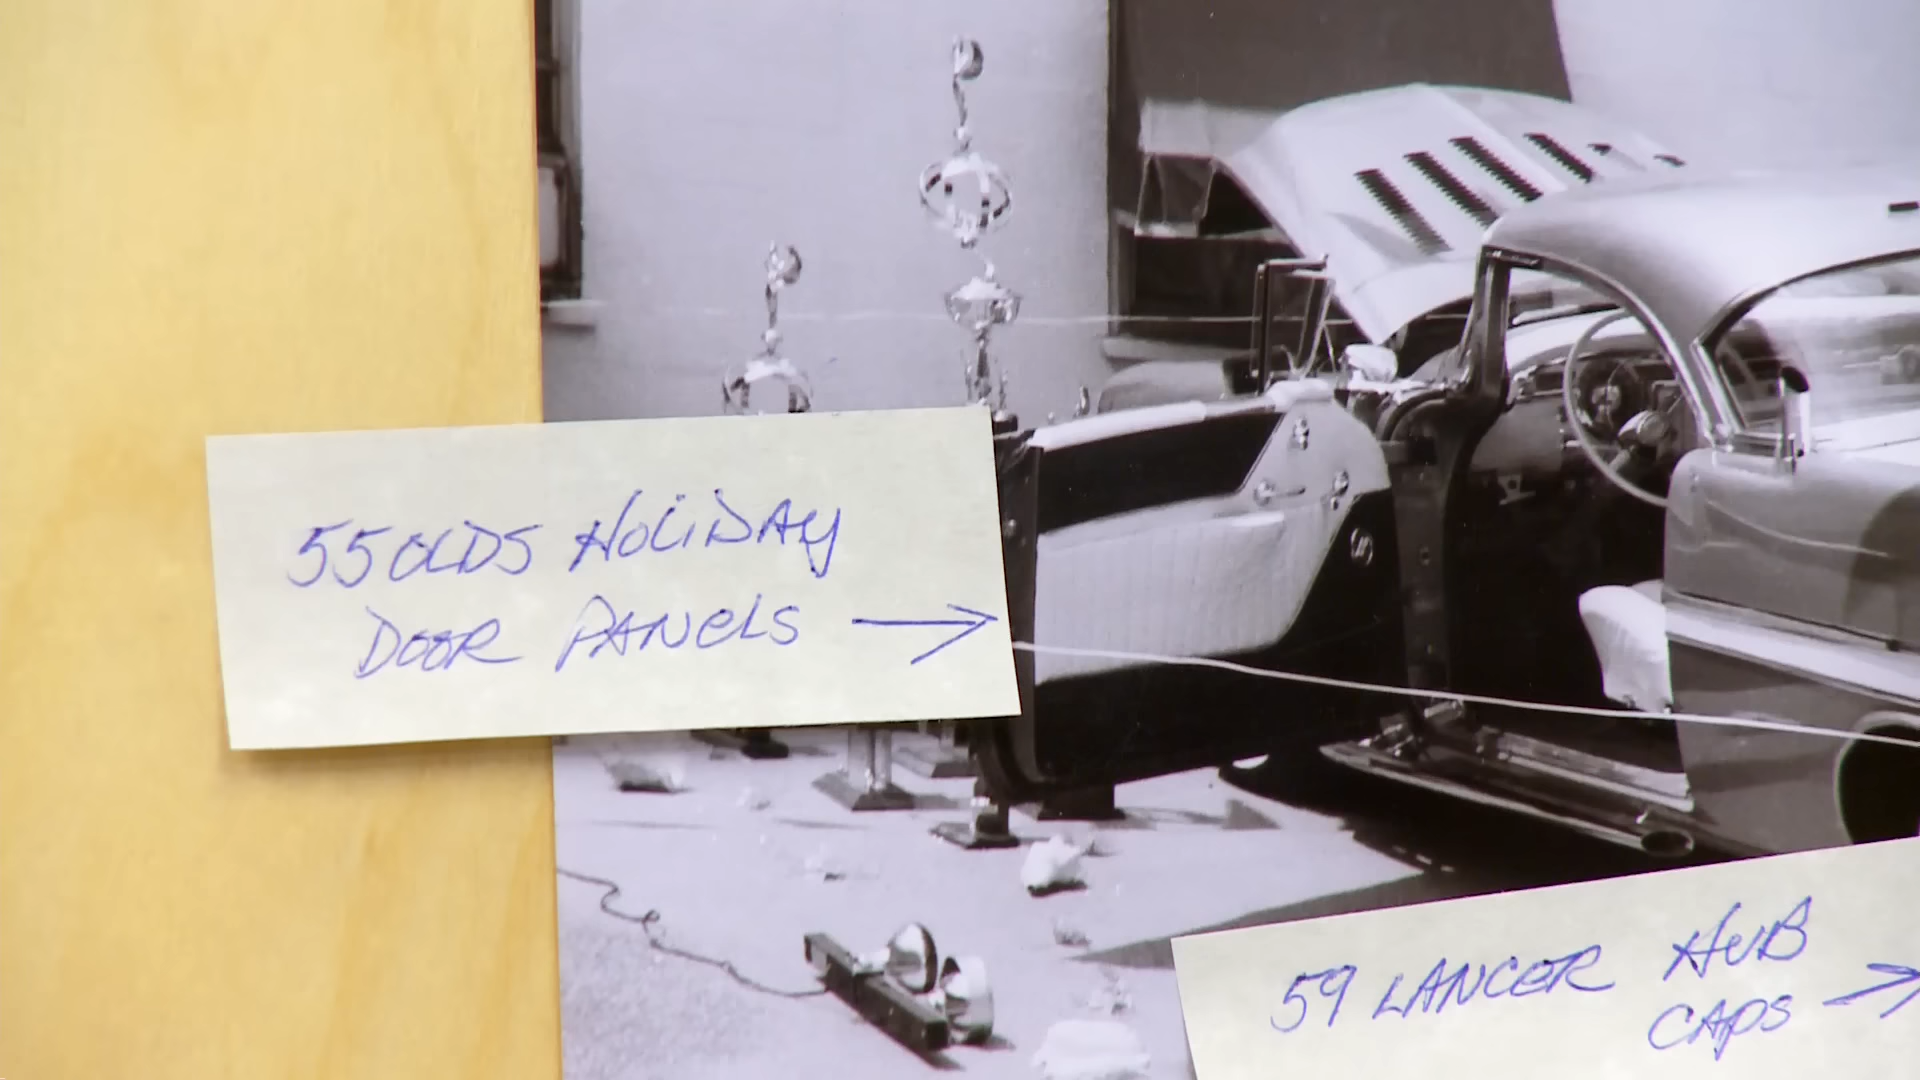 55 OLDS HOLIDAY
DOOR PANELS →
59 LANCER HUB
CAPS →